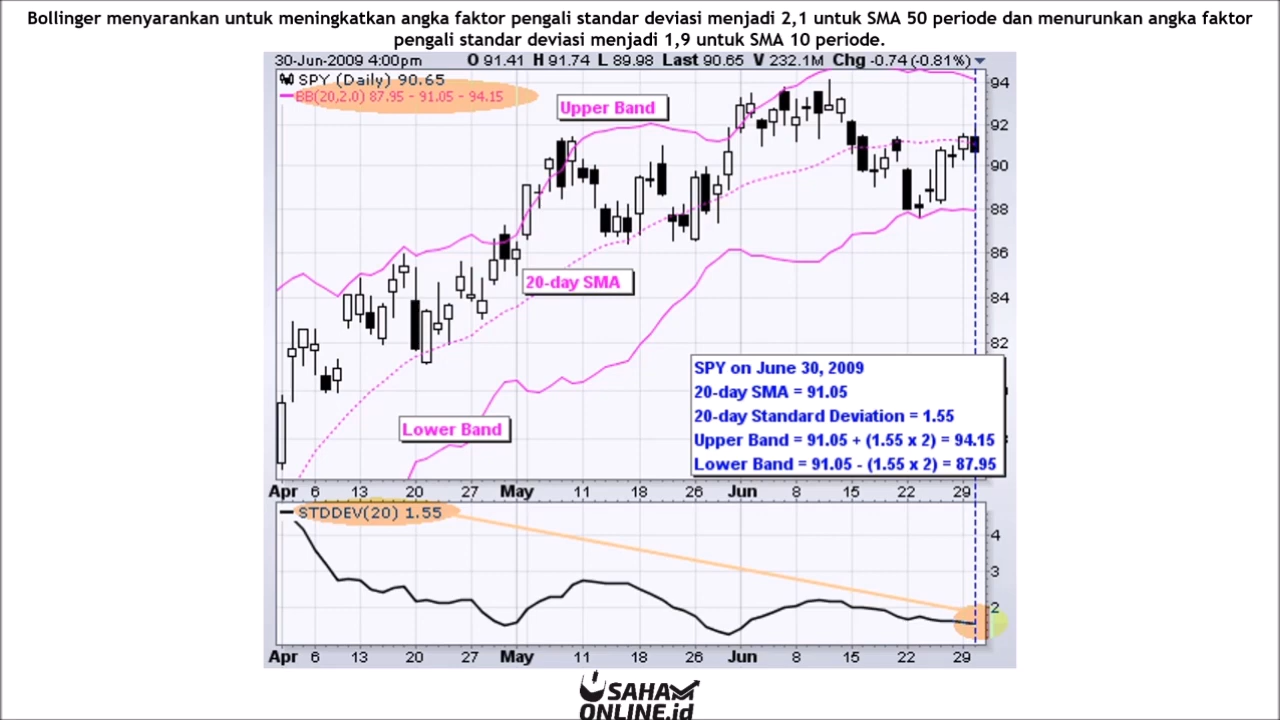 Bollinger menyarankan untuk meningkatkan angka faktor pengali standar deviasi menjadi 2,1 untuk SMA 50 periode dan menurunkan angka faktor
pengali standar deviasi menjadi 1,9 untuk SMA 10 periode.
30-Jun-2009 4:00pm O 91.41 H 91.74 L 89.98 Last 90.65 V 232.1M Chg -0.74 (-0.81%)
SPY (Daily) 90.65
BB(20,2.0) 87.95 - 91.05 - 94.15
Upper Band
94
92
90
88
86
20-day SMA
84
82
SPY on June 30, 2009
20-day SMA = 91.05
20-day Standard Deviation = 1.55
Upper Band = 91.05 + (1.55 x 2) = 94.15
Lower Band = 91.05 - (1.55 x 2) = 87.95
Lower Band
Apr 6 13 20 27 May 11 18 26 Jun 8 15 22 29
STDDEV(20) 1.55
4
3
2
Apr 6 13 20 27 May 11 18 26 Jun 8 15 22 29
SAHAM
ONLINE.id